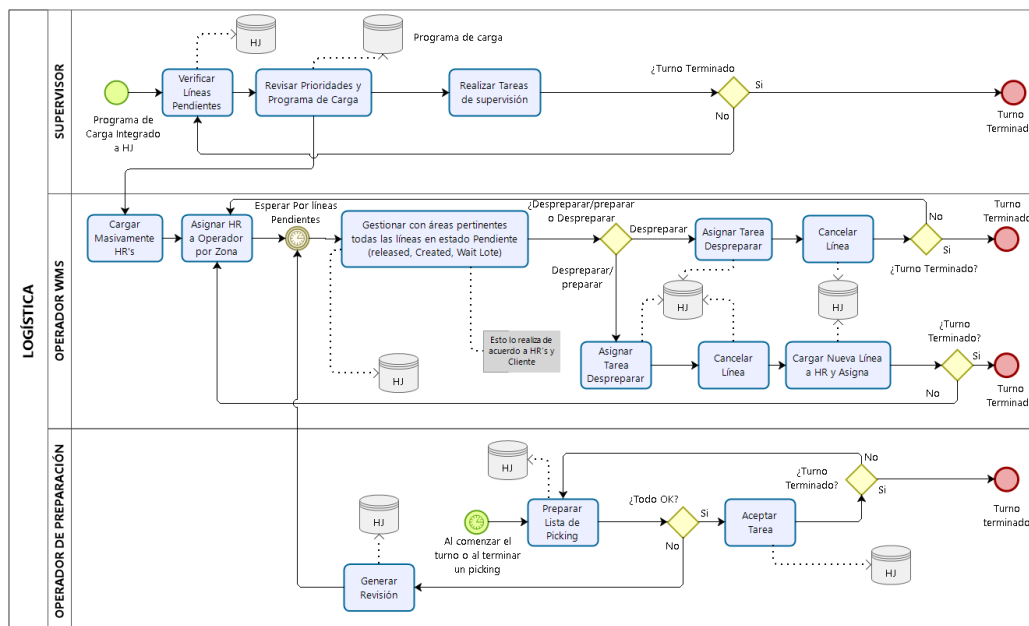 LOGÍSTICA
SUPERVISOR
Programa de
Carga Integrado
a HJ
Verificar
Líneas
Pendientes
HJ
Revisar Prioridades y
Programa de Carga
Programa de carga
Realizar Tareas
de supervisión
¿Turno Terminado
Si
No
Turno
Terminad
OPERADOR WMS
Cargar
Masivamente
HR's
Asignar HR
a Operador
por Zona
Esperar Por líneas
Pendientes
Gestionar con áreas pertinentes
todas las líneas en estado Pendiente
(released, Created, Wait Lote)
HJ
Esto lo realiza de
acuerdo a HR's y
Cliente
¿Despreparar/preparar
o Despreparar
Despreparar
Despreparar/
preparar
Asignar Tarea
Despreparar
Cancelar
Línea
No
Si
¿Turno Terminado?
Turno
Terminad
HJ
HJ
Asignar
Tarea
Despreparar
Cancelar
Línea
Cargar Nueva Línea
a HR y Asigna
¿Turno
Terminado?
Si
No
Turno
Terminad
OPERADOR DE PREPARACIÓN
Al comenzar el
turno o al terminar
un picking
HJ
Preparar
Lista de
Picking
¿Todo OK?
Si
No
Aceptar
Tarea
HJ
¿Turno
Terminado?
No
Si
Turno
terminad
HJ
Generar
Revisión